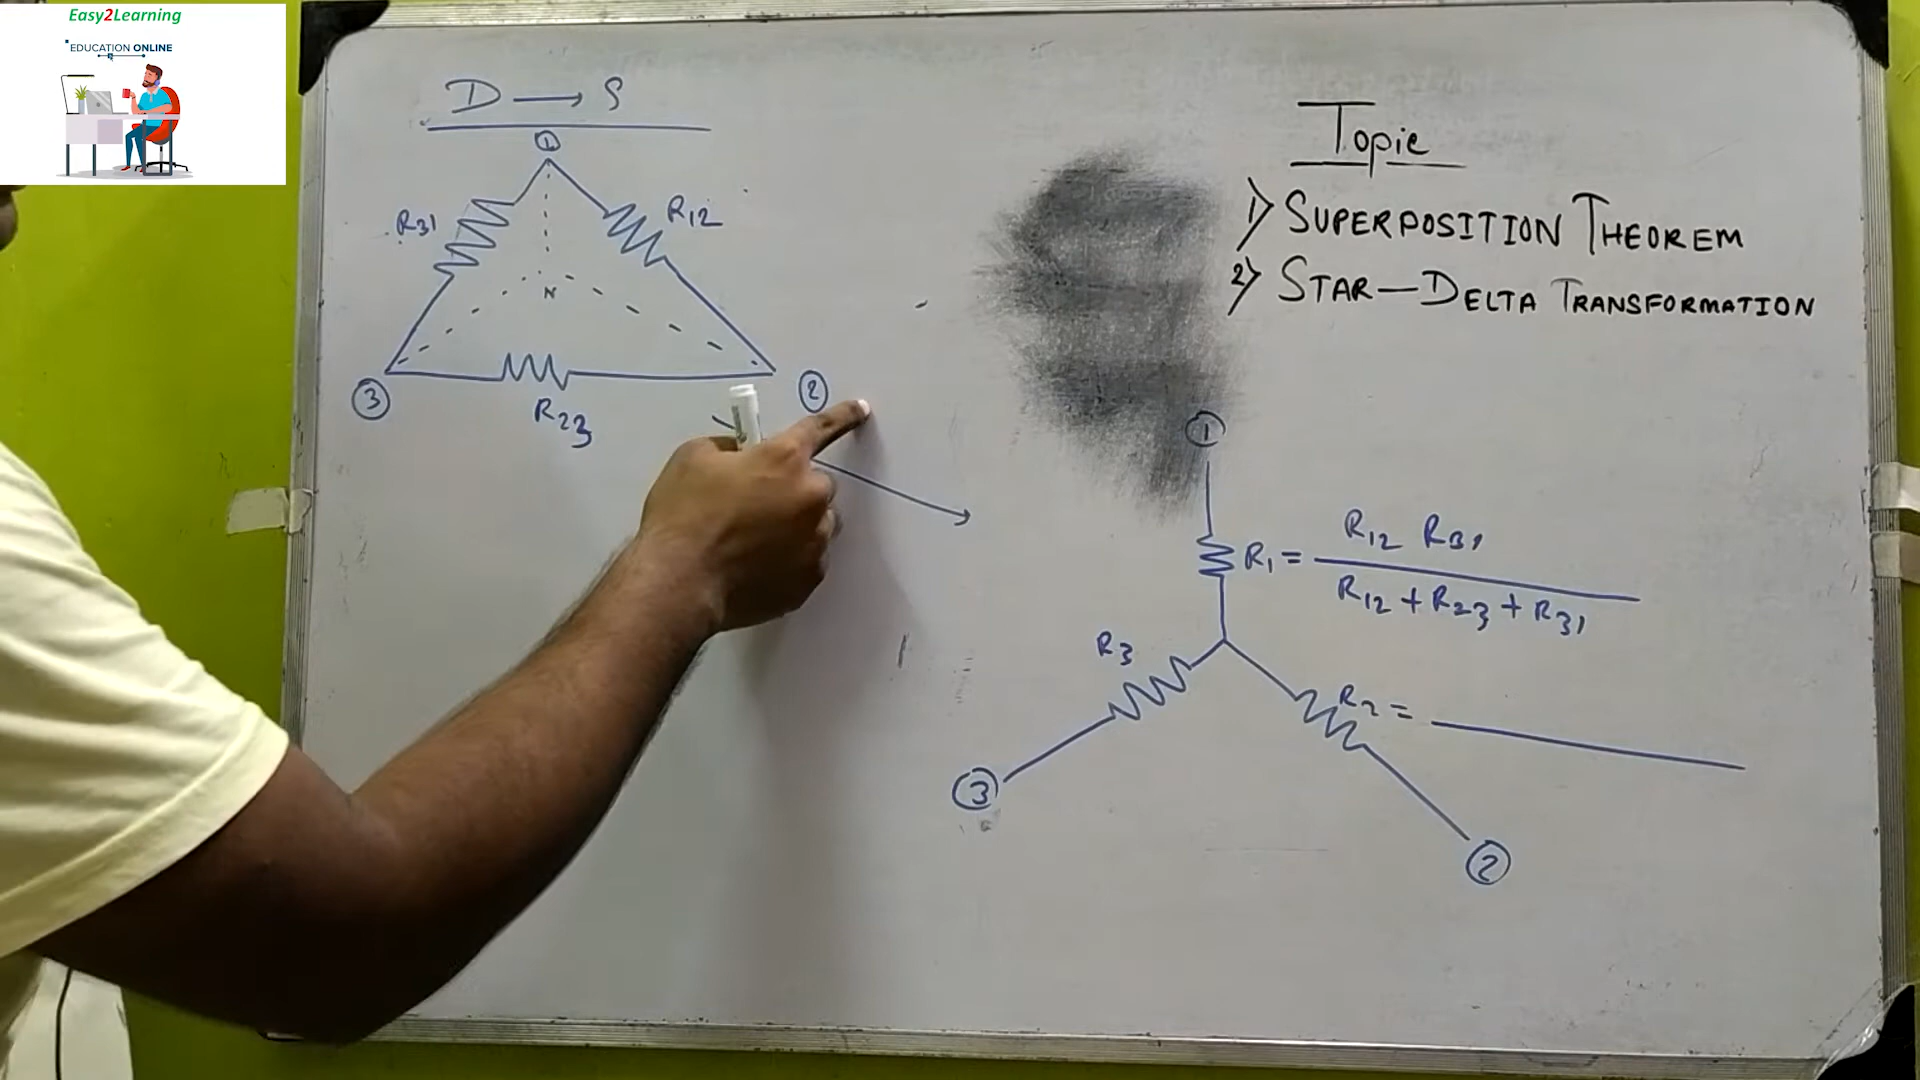 Easy2Learning
EDUCATION ONLINE
D → S
1
R31
R12
N
3
2
R23
Topic
1) SUPERPOSITION THEOREM
2) STAR-DELTA TRANSFORMATION
1
R1 = R12 R31
R12 + R23 + R31
R3
R2 =
3
2